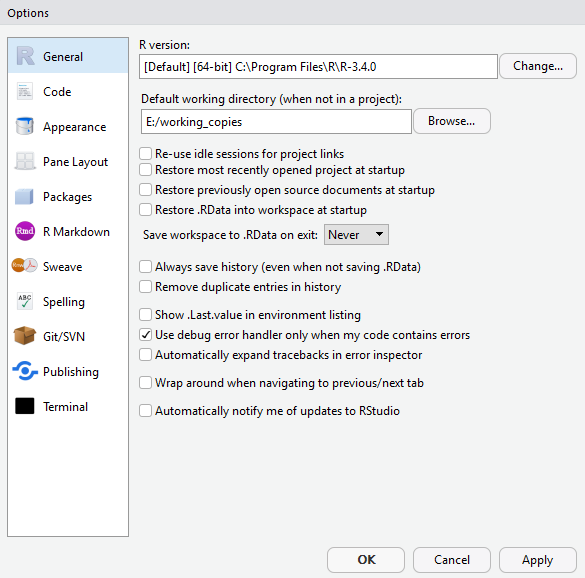 Options
General
Code
Appearance
Pane Layout
Packages
Rmd R Markdown
Sweave
ABC Spelling
Git/SVN
Publishing
Terminal
R version:
[Default] [64-bit] C:\Program Files\R\R-3.4.0
Change...
Default working directory (when not in a project):
E:/working_copies
Browse...
Re-use idle sessions for project links
Restore most recently opened project at startup
Restore previously open source documents at startup
Restore .RData into workspace at startup
Save workspace to .RData on exit: Never
Always save history (even when not saving .RData)
Remove duplicate entries in history
Show .Last.value in environment listing
Use debug error handler only when my code contains errors
Automatically expand tracebacks in error inspector
Wrap around when navigating to previous/next tab
Automatically notify me of updates to RStudio
OK Cancel Apply